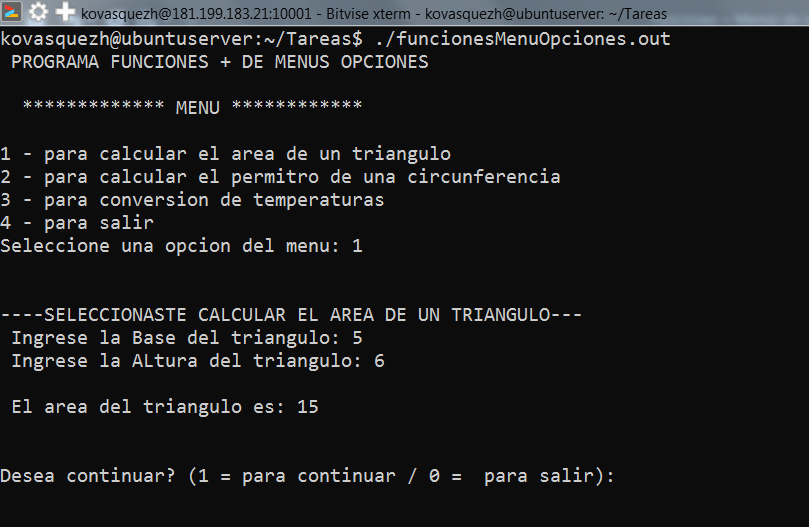 kovasquezh@181.199.183.21:10001 - Bitvise xterm - kovasquezh@ubuntuserver: ~/Tareas
kovasquezh@ubuntuserver:~/Tareas$ ./funcionesMenuOpciones.out
PROGRAMA FUNCIONES + DE MENUS OPCIONES
************* MENU ************
1 - para calcular el area de un triangulo
2 - para calcular el permitro de una circunferencia
3 - para conversion de temperaturas
4 - para salir
Seleccione una opcion del menu: 1
----SELECCIONASTE CALCULAR EL AREA DE UN TRIANGULO---
Ingrese la Base del triangulo: 5
Ingrese la ALtura del triangulo: 6
El area del triangulo es: 15
Desea continuar? (1 = para continuar / 0 =  para salir):